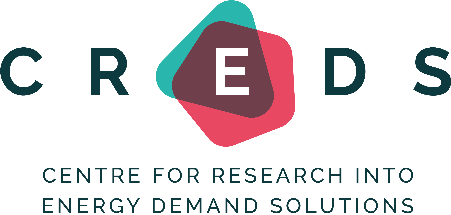 CREDS
CENTRE FOR RESEARCH INTO
ENERGY DEMAND SOLUTIONS